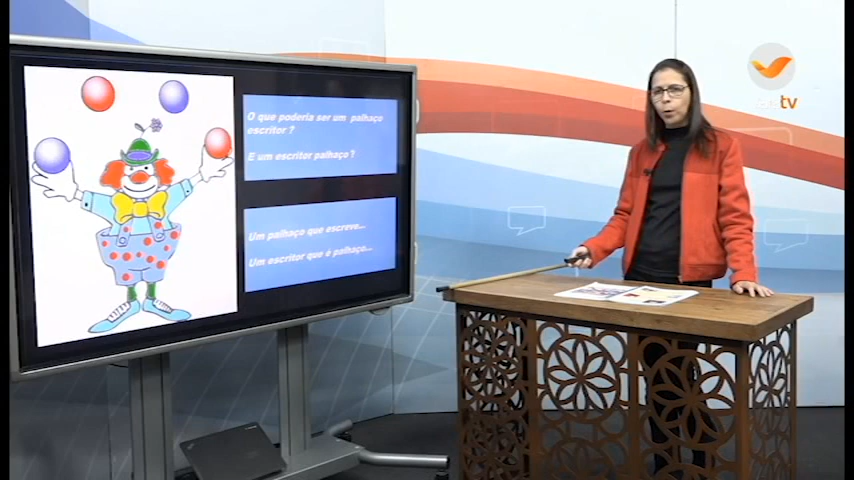 O que poderia ser um palhaço
escritor ?
E um escritor palhaço ?
Um palhaço que escreve...
Um escritor que é palhaço...
tv